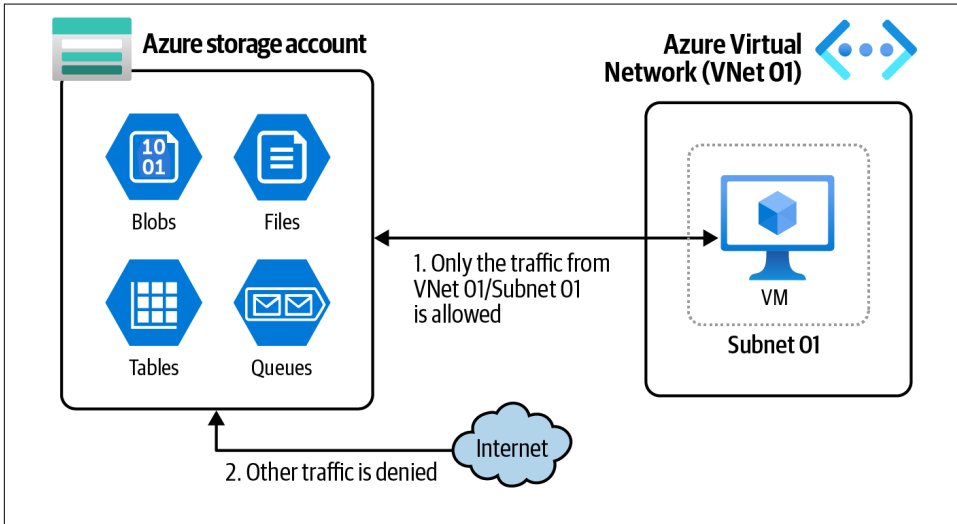 Azure storage account
Azure Virtual
Network (VNet 01)
10
01
Blobs
Files
Tables
Queues
1. Only the traffic from
VNet 01/Subnet 01
is allowed
VM
Subnet 01
Internet
2. Other traffic is denied